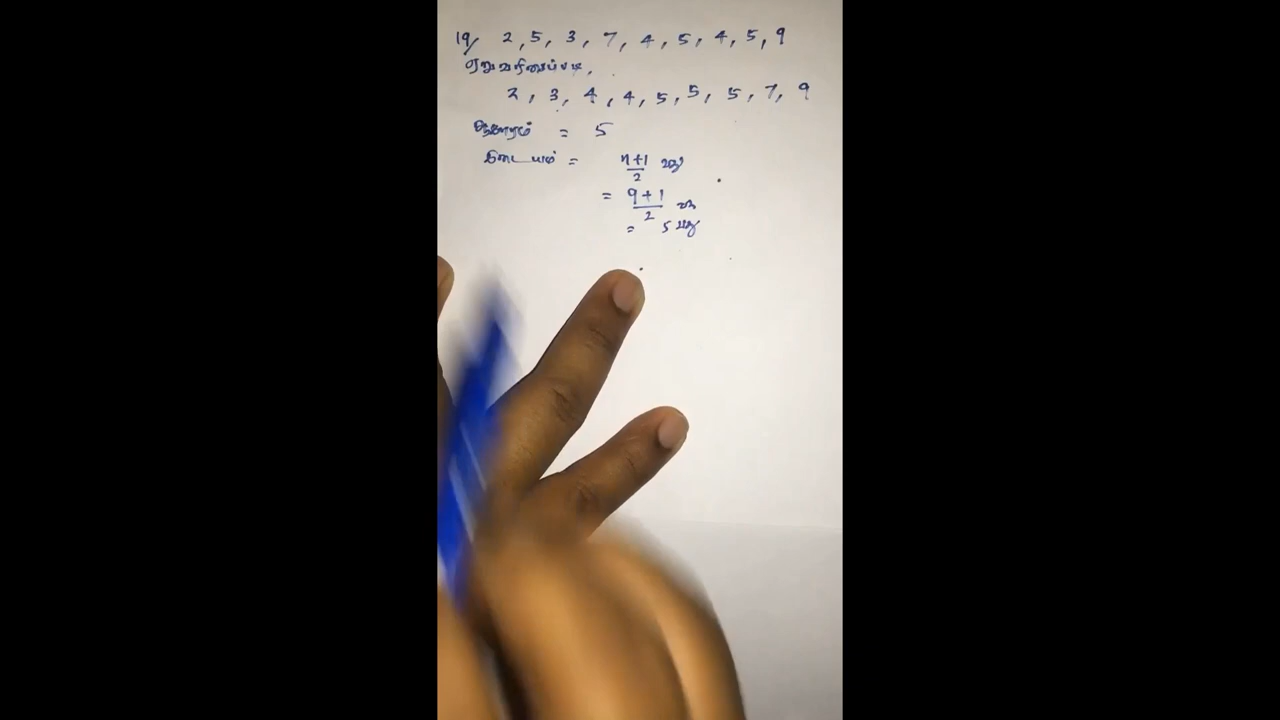 19/ 2, 5, 3, 7, 4, 5, 4, 5, 9
ஏறுவரிசைப்படி,
2, 3, 4, 4, 5, 5, 5, 7, 9
= 5
இடையம் = n+1/2 வது
= 9+1/2 வது
= 5 வது